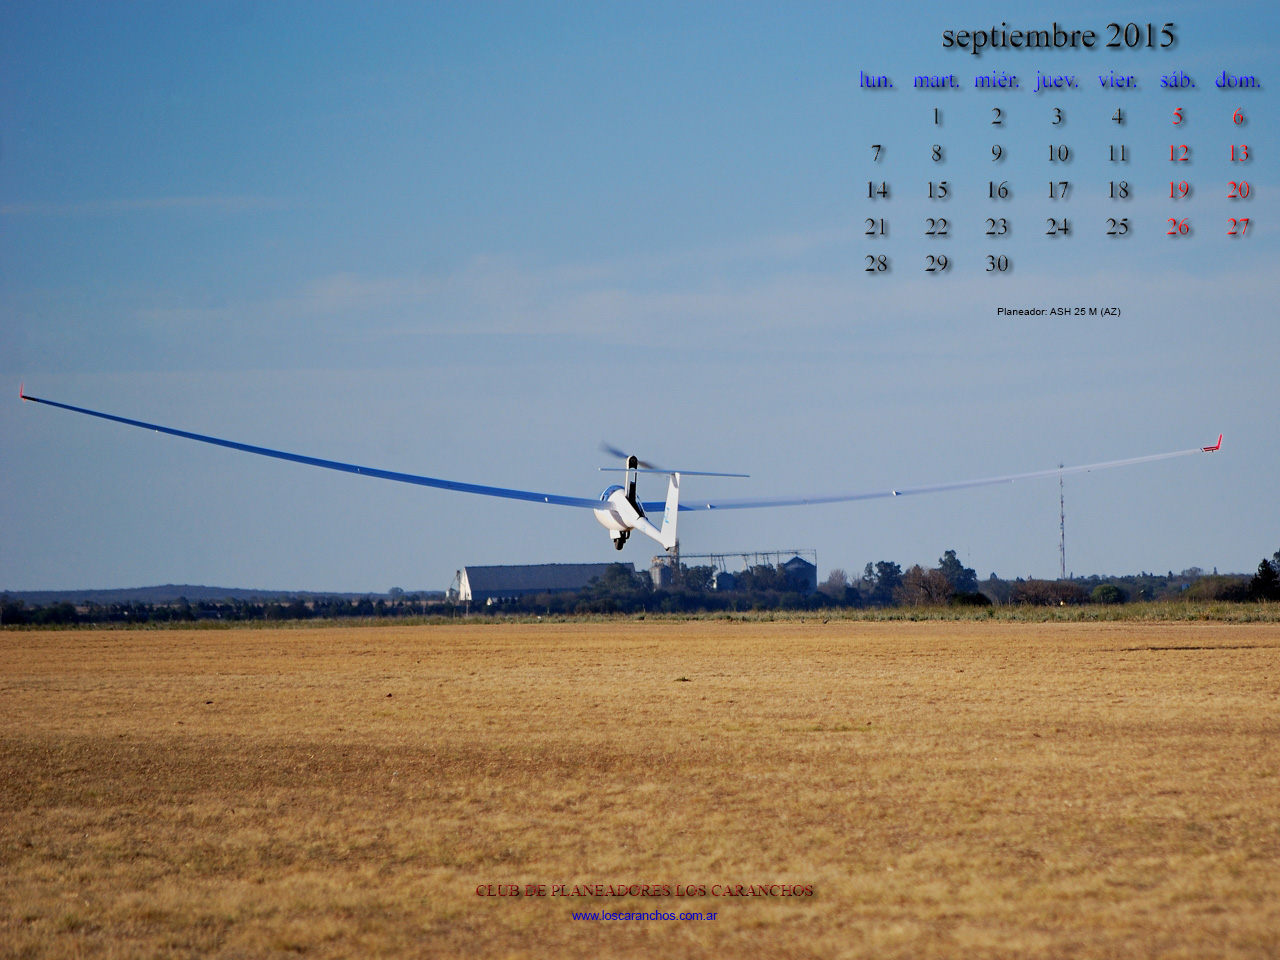 septiembre 2015
lun. mart. miér. juev. vier. sáb. dom.
1 2 3 4 5 6
7 8 9 10 11 12 13
14 15 16 17 18 19 20
21 22 23 24 25 26 27
28 29 30
Planeador: ASH 25 M (AZ)
CLUB DE PLANEADORES LOS CARANCHOS
www.loscaranchos.com.ar